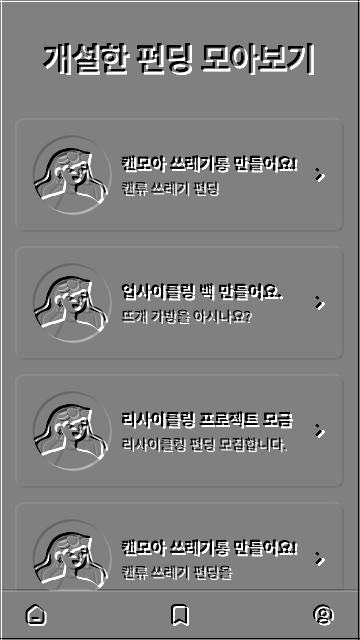 개설한 펀딩 모아보기
캔모아 쓰레기통 만들어요!
캔류 쓰레기 펀딩
업사이클링 백 만들어요.
뜨개 가방을 아시나요?
리사이클링 프로젝트 모금
리사이클링 펀딩 모집합니다.
캔모아 쓰레기통 만들어요!
캔류 쓰레기 펀딩을